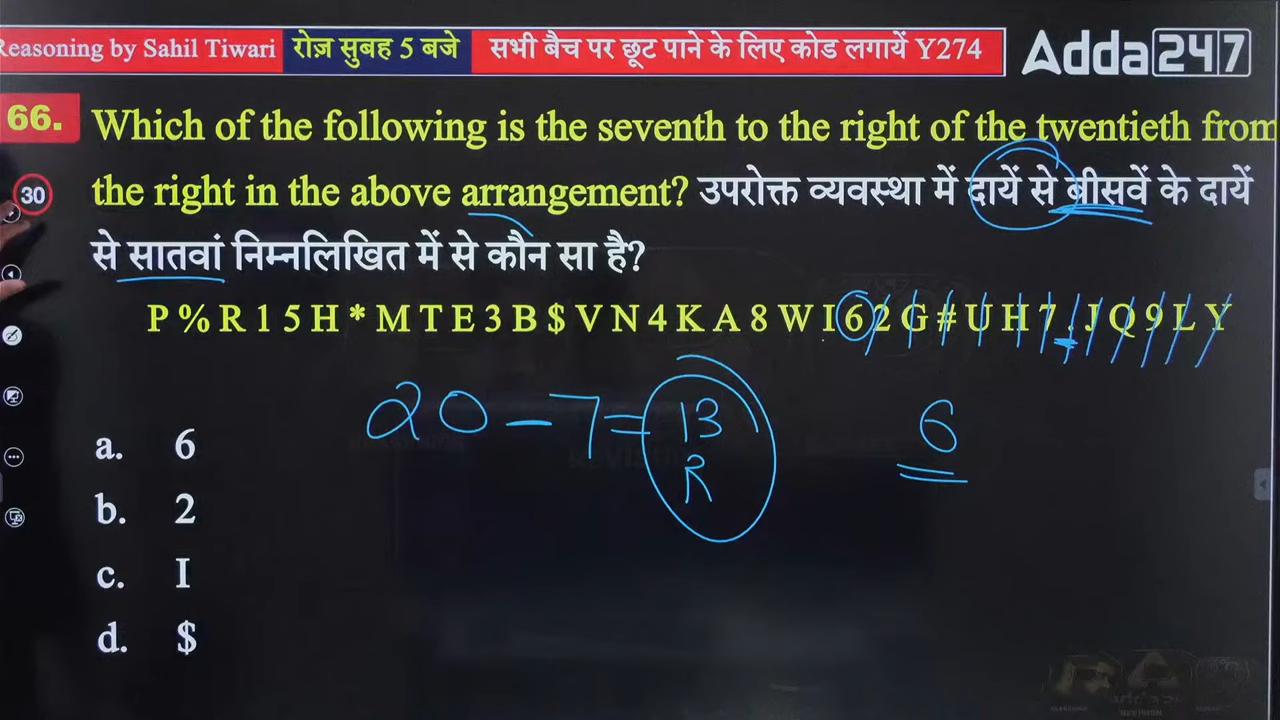 Reasoning by Sahil Tiwari रोज़ सुबह 5 बजे सभी बैच पर छूट पाने के लिए कोड लगायें Y274 Adda247
66. Which of the following is the seventh to the right of the twentieth from
30 the right in the above arrangement? उपरोक्त व्यवस्था में दायें से बीसवें के दायें
से सातवां निम्नलिखित में से कौन सा है?
P % R 1 5 H * M T E 3 B $ V N 4 K A 8 W I 6 2 G # U H 7 . J Q 9 L Y
20 - 7 = 13 6
R
a. 6
b. 2
c. I
d. $